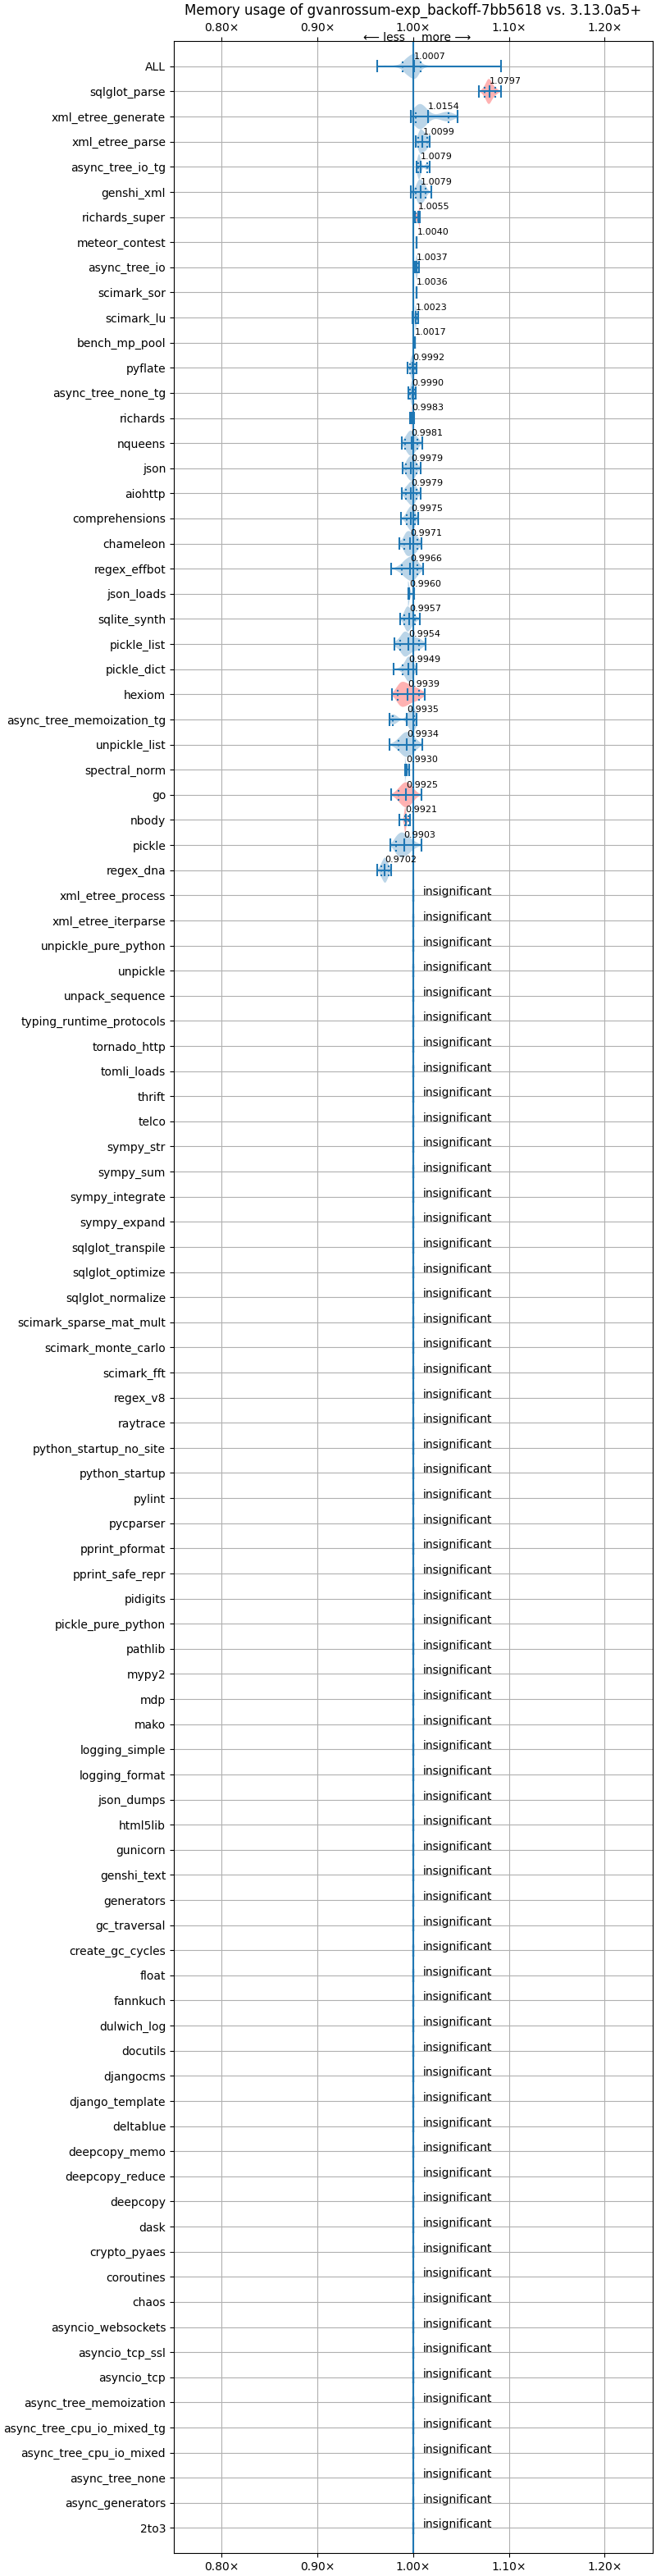 Memory usage of gvanrossum-exp_backoff-7bb5618 vs. 3.13.0a5+
0.80× 0.90× 1.00× 1.10× 1.20×
⟵ less more ⟶
ALL 1.0007
sqlglot_parse 1.0797
xml_etree_generate 1.0154
xml_etree_parse 1.0099
async_tree_io_tg 1.0079
genshi_xml 1.0079
richards_super 1.0055
meteor_contest 1.0040
async_tree_io 1.0037
scimark_sor 1.0036
scimark_lu 1.0023
bench_mp_pool 1.0017
pyflate 0.9992
async_tree_none_tg 0.9990
richards 0.9983
nqueens 0.9981
json 0.9979
aiohttp 0.9979
comprehensions 0.9975
chameleon 0.9971
regex_effbot 0.9966
json_loads 0.9960
sqlite_synth 0.9957
pickle_list 0.9954
pickle_dict 0.9949
hexiom 0.9939
async_tree_memoization_tg 0.9935
unpickle_list 0.9934
spectral_norm 0.9930
go 0.9925
nbody 0.9921
pickle 0.9903
regex_dna 0.9702
xml_etree_process insignificant
xml_etree_iterparse insignificant
unpickle_pure_python insignificant
unpickle insignificant
unpack_sequence insignificant
typing_runtime_protocols insignificant
tornado_http insignificant
tomli_loads insignificant
thrift insignificant
telco insignificant
sympy_str insignificant
sympy_sum insignificant
sympy_integrate insignificant
sympy_expand insignificant
sqlglot_transpile insignificant
sqlglot_optimize insignificant
sqlglot_normalize insignificant
scimark_sparse_mat_mult insignificant
scimark_monte_carlo insignificant
scimark_fft insignificant
regex_v8 insignificant
raytrace insignificant
python_startup_no_site insignificant
python_startup insignificant
pylint insignificant
pycparser insignificant
pprint_pformat insignificant
pprint_safe_repr insignificant
pidigits insignificant
pickle_pure_python insignificant
pathlib insignificant
mypy2 insignificant
mdp insignificant
mako insignificant
logging_simple insignificant
logging_format insignificant
json_dumps insignificant
html5lib insignificant
gunicorn insignificant
genshi_text insignificant
generators insignificant
gc_traversal insignificant
create_gc_cycles insignificant
float insignificant
fannkuch insignificant
dulwich_log insignificant
docutils insignificant
djangocms insignificant
django_template insignificant
deltablue insignificant
deepcopy_memo insignificant
deepcopy_reduce insignificant
deepcopy insignificant
dask insignificant
crypto_pyaes insignificant
coroutines insignificant
chaos insignificant
asyncio_websockets insignificant
asyncio_tcp_ssl insignificant
asyncio_tcp insignificant
async_tree_memoization insignificant
async_tree_cpu_io_mixed_tg insignificant
async_tree_cpu_io_mixed insignificant
async_tree_none insignificant
async_generators insignificant
2to3 insignificant
0.80× 0.90× 1.00× 1.10× 1.20×